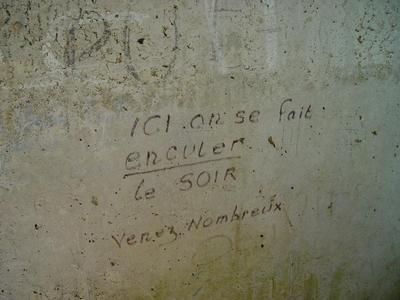 ICI on se fait
enculer
le SOIR
venez Nombreux